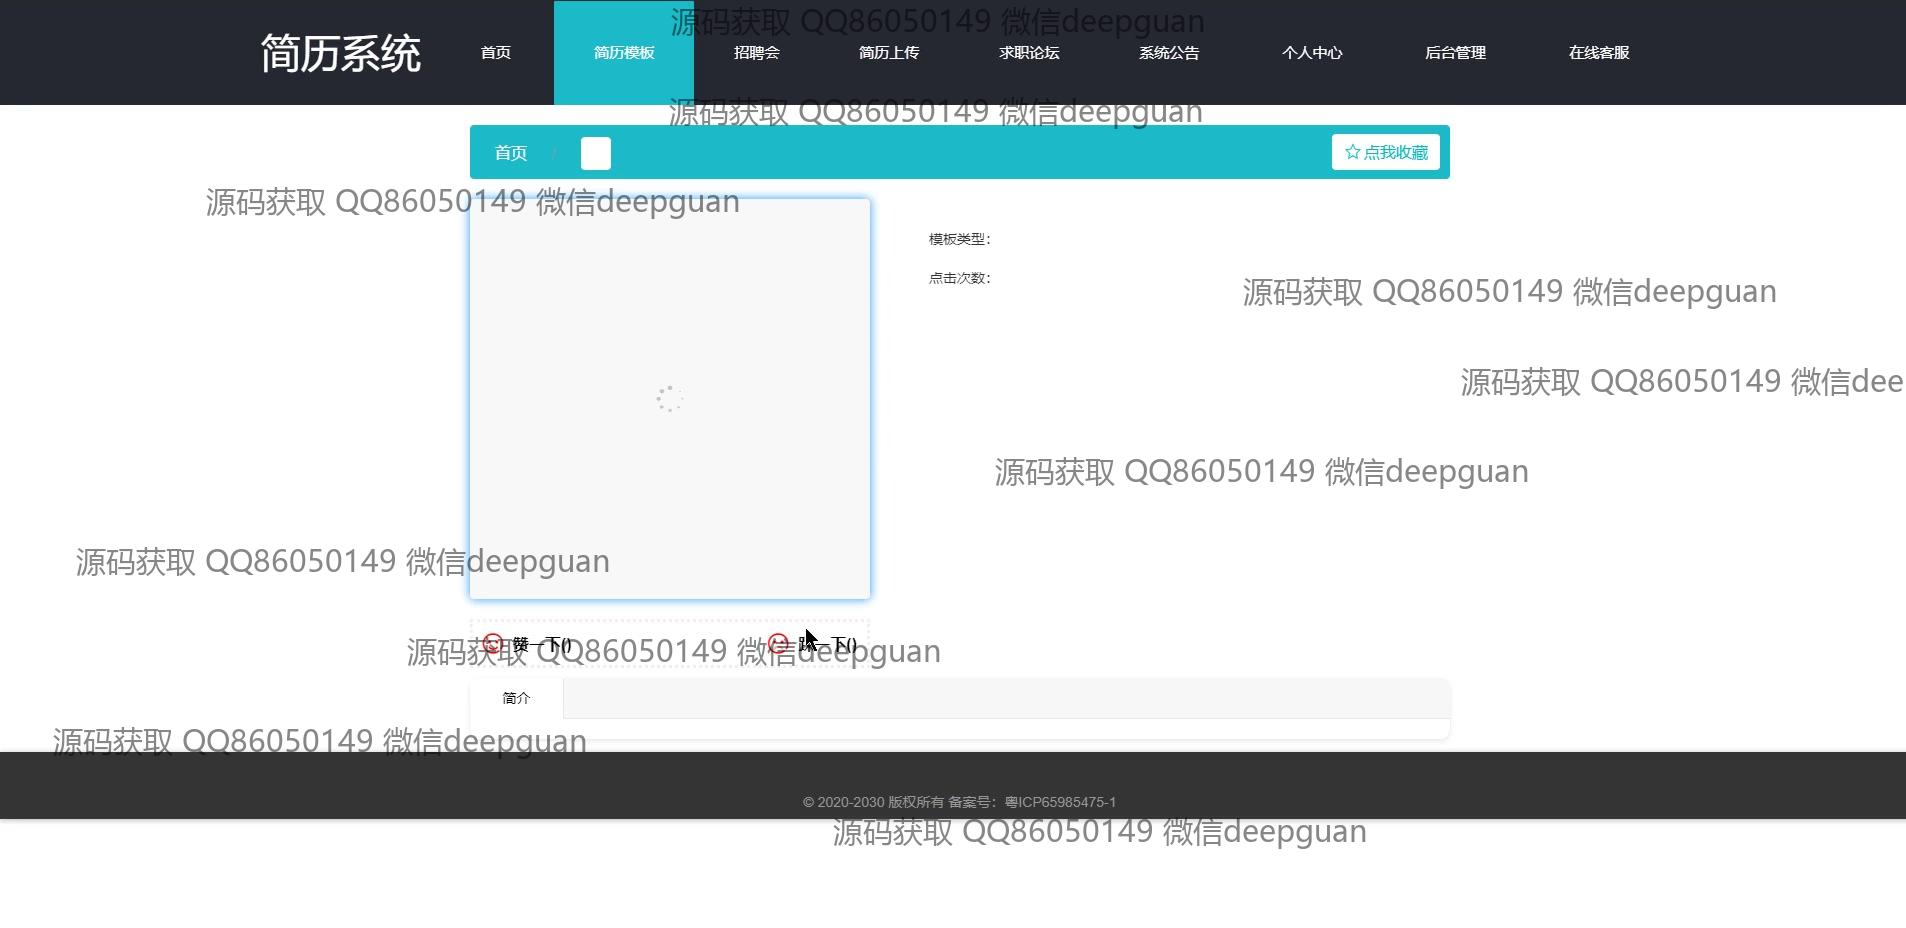 源码获取 QQ86050149 微信deepguan
简历系统 首页 简历模板 招聘会 简历上传 求职论坛 系统公告 个人中心 后台管理 在线客服
源码获取 QQ86050149 微信deepguan
首页 / ☆点我收藏
源码获取 QQ86050149 微信deepguan
模板类型：
点击次数：
源码获取 QQ86050149 微信deepguan
源码获取 QQ86050149 微信dee
源码获取 QQ86050149 微信deepguan
源码获取 QQ86050149 微信deepguan
赞一下() 踩一下()
源码获取 QQ86050149 微信deepguan
简介
源码获取 QQ86050149 微信deepguan
© 2020-2030 版权所有 备案号：粤ICP65985475-1
源码获取 QQ86050149 微信deepguan